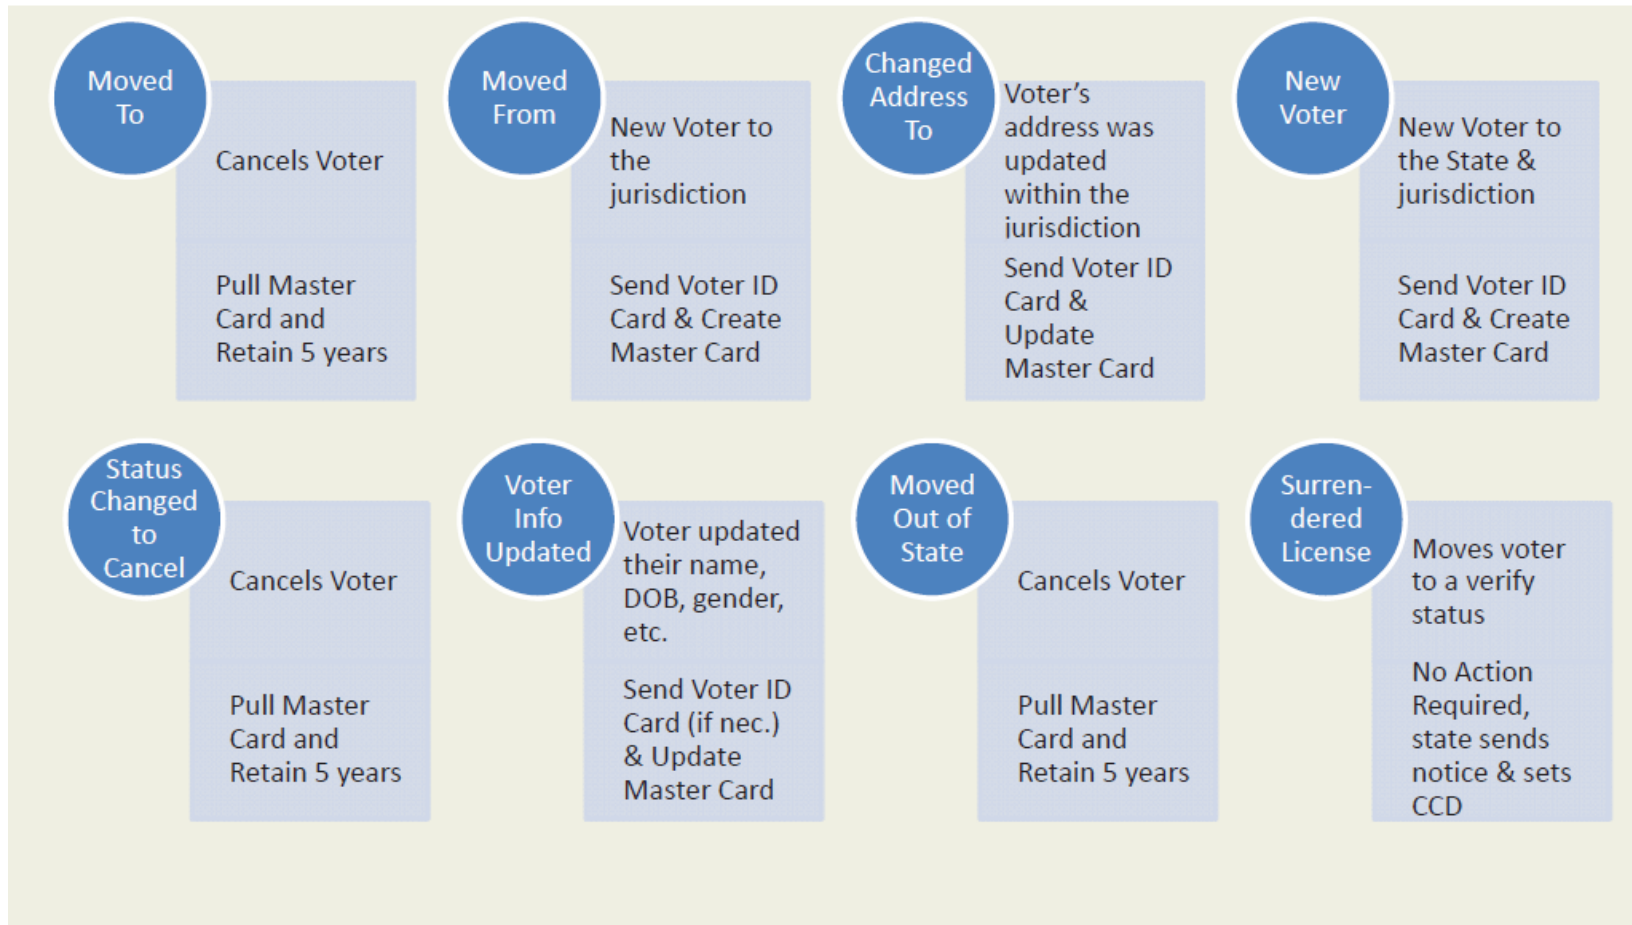 Moved
To
Cancels Voter
Pull Master
Card and
Retain 5 years
Moved
From
New Voter to
the
jurisdiction
Send Voter ID
Card & Create
Master Card
Changed
Address
To
Voter’s
address was
updated
within the
jurisdiction
Send Voter ID
Card &
Update
Master Card
New
Voter
New Voter to
the State &
jurisdiction
Send Voter ID
Card & Create
Master Card
Status
Changed
to
Cancel
Cancels Voter
Pull Master
Card and
Retain 5 years
Voter
Info
Updated
Voter updated
their name,
DOB, gender,
etc.
Send Voter ID
Card (if nec.)
& Update
Master Card
Moved
Out of
State
Cancels Voter
Pull Master
Card and
Retain 5 years
Surren-
dered
License
Moves voter
to a verify
status
No Action
Required,
state sends
notice & sets
CCD